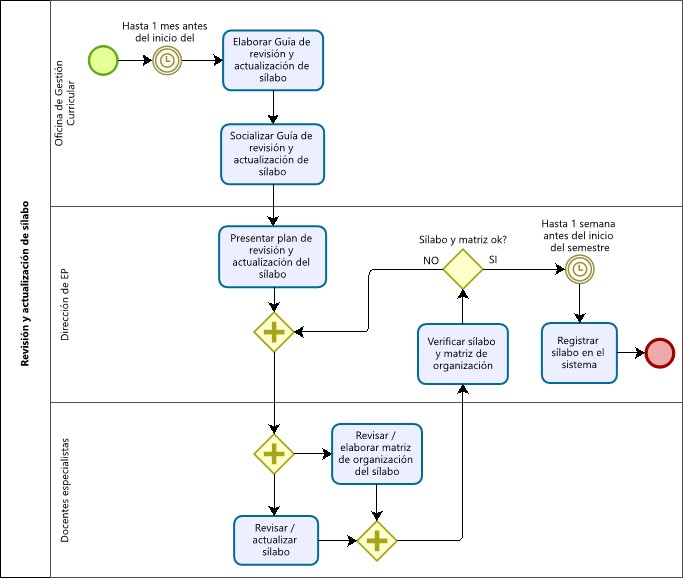 Revisión y actualización de sílabo
Oficina de Gestión
Curricular
Hasta 1 mes antes
del inicio del
Elaborar Guía de
revisión y
actualización de
sílabo
Socializar Guía de
revisión y
actualización de
sílabo
Dirección de EP
Presentar plan de
revisión y
actualización del
sílabo
Sílabo y matriz ok?
NO
SI
Hasta 1 semana
antes del inicio
del semestre
Verificar sílabo
y matriz de
organización
Registrar
sílabo en el
sistema
Docentes especialistas
Revisar /
elaborar matriz
de organización
del sílabo
Revisar /
actualizar
sílabo